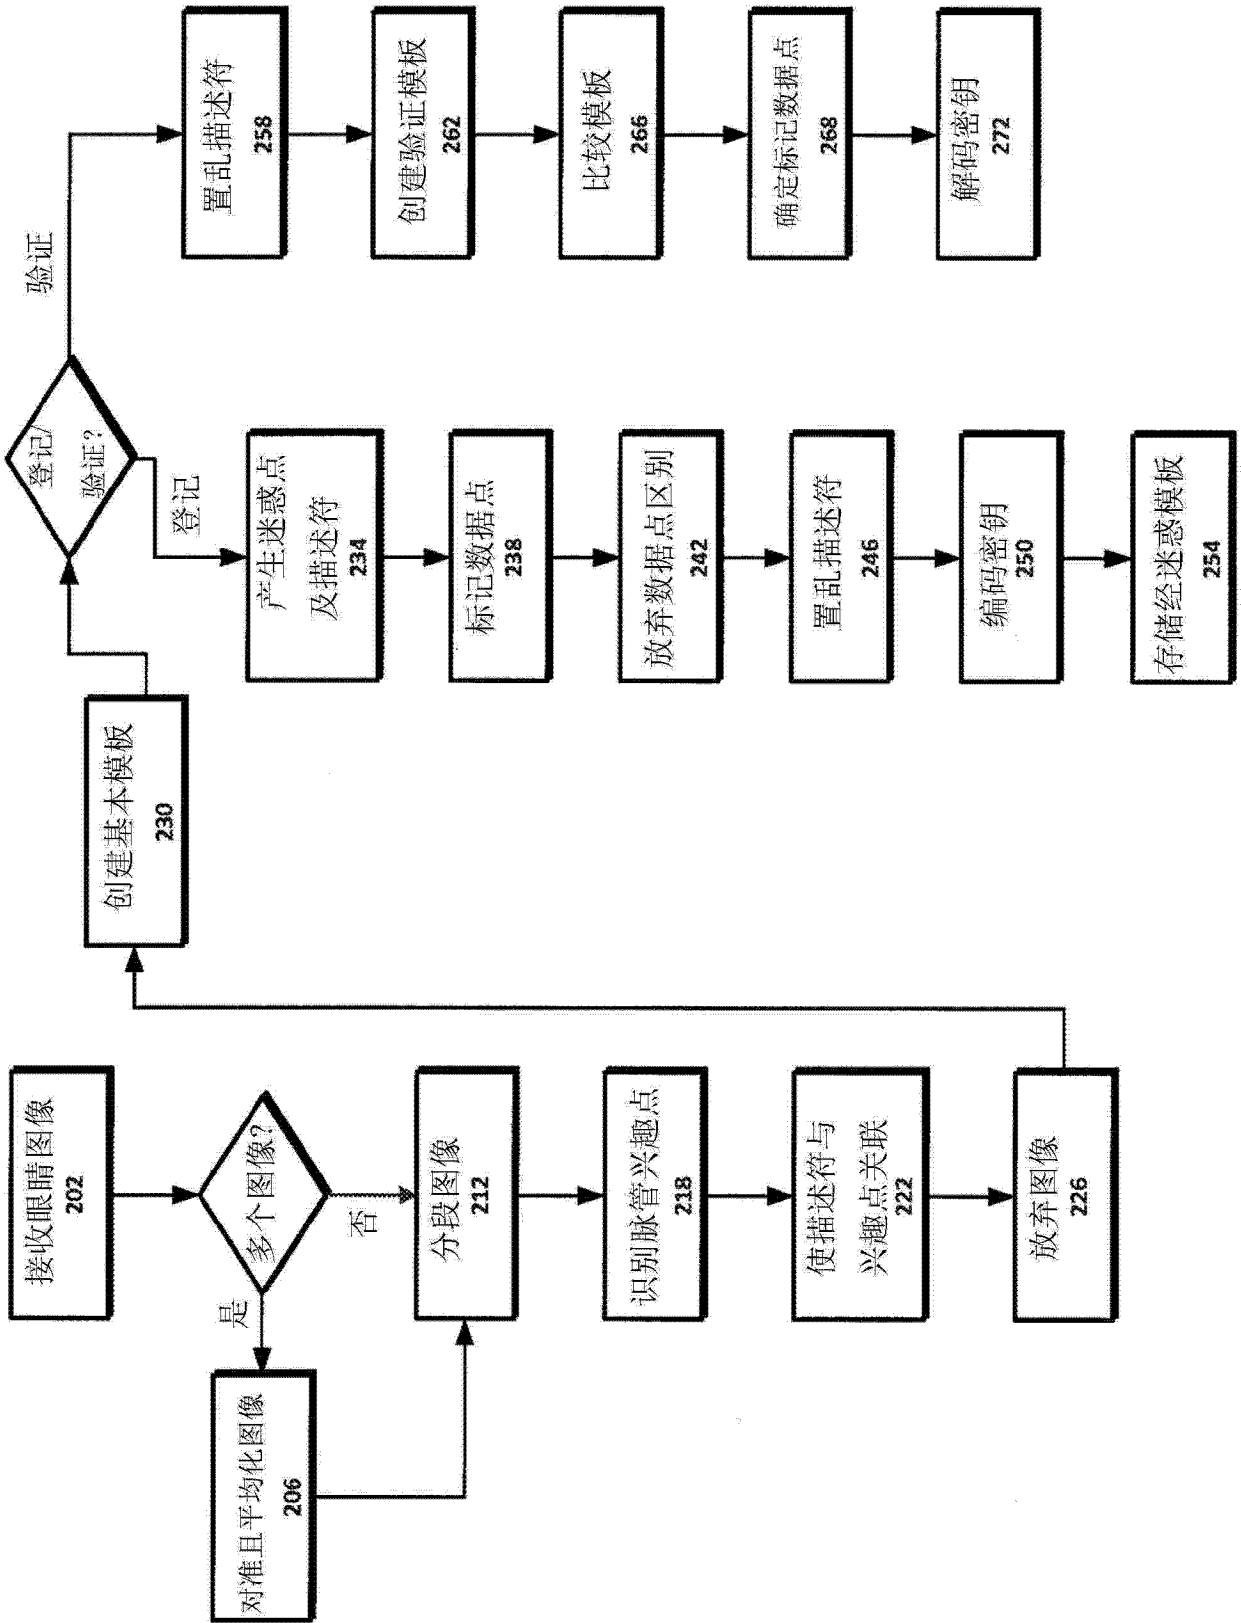 接收眼睛图像
202
多个图像?
是
否
对准且平均化图像
206
分段图像
212
识别脉管兴趣点
218
使描述符与
兴趣点关联
222
放弃图像
226
创建基本模板
230
登记/
验证?
登记
验证
产生迷惑点
及描述符
234
标记数据点
238
放弃数据点区别
242
置乱描述符
246
编码密钥
250
存储经迷惑模板
254
置乱描述符
258
创建验证模板
262
比较模板
266
确定标记数据点
268
解码密钥
272